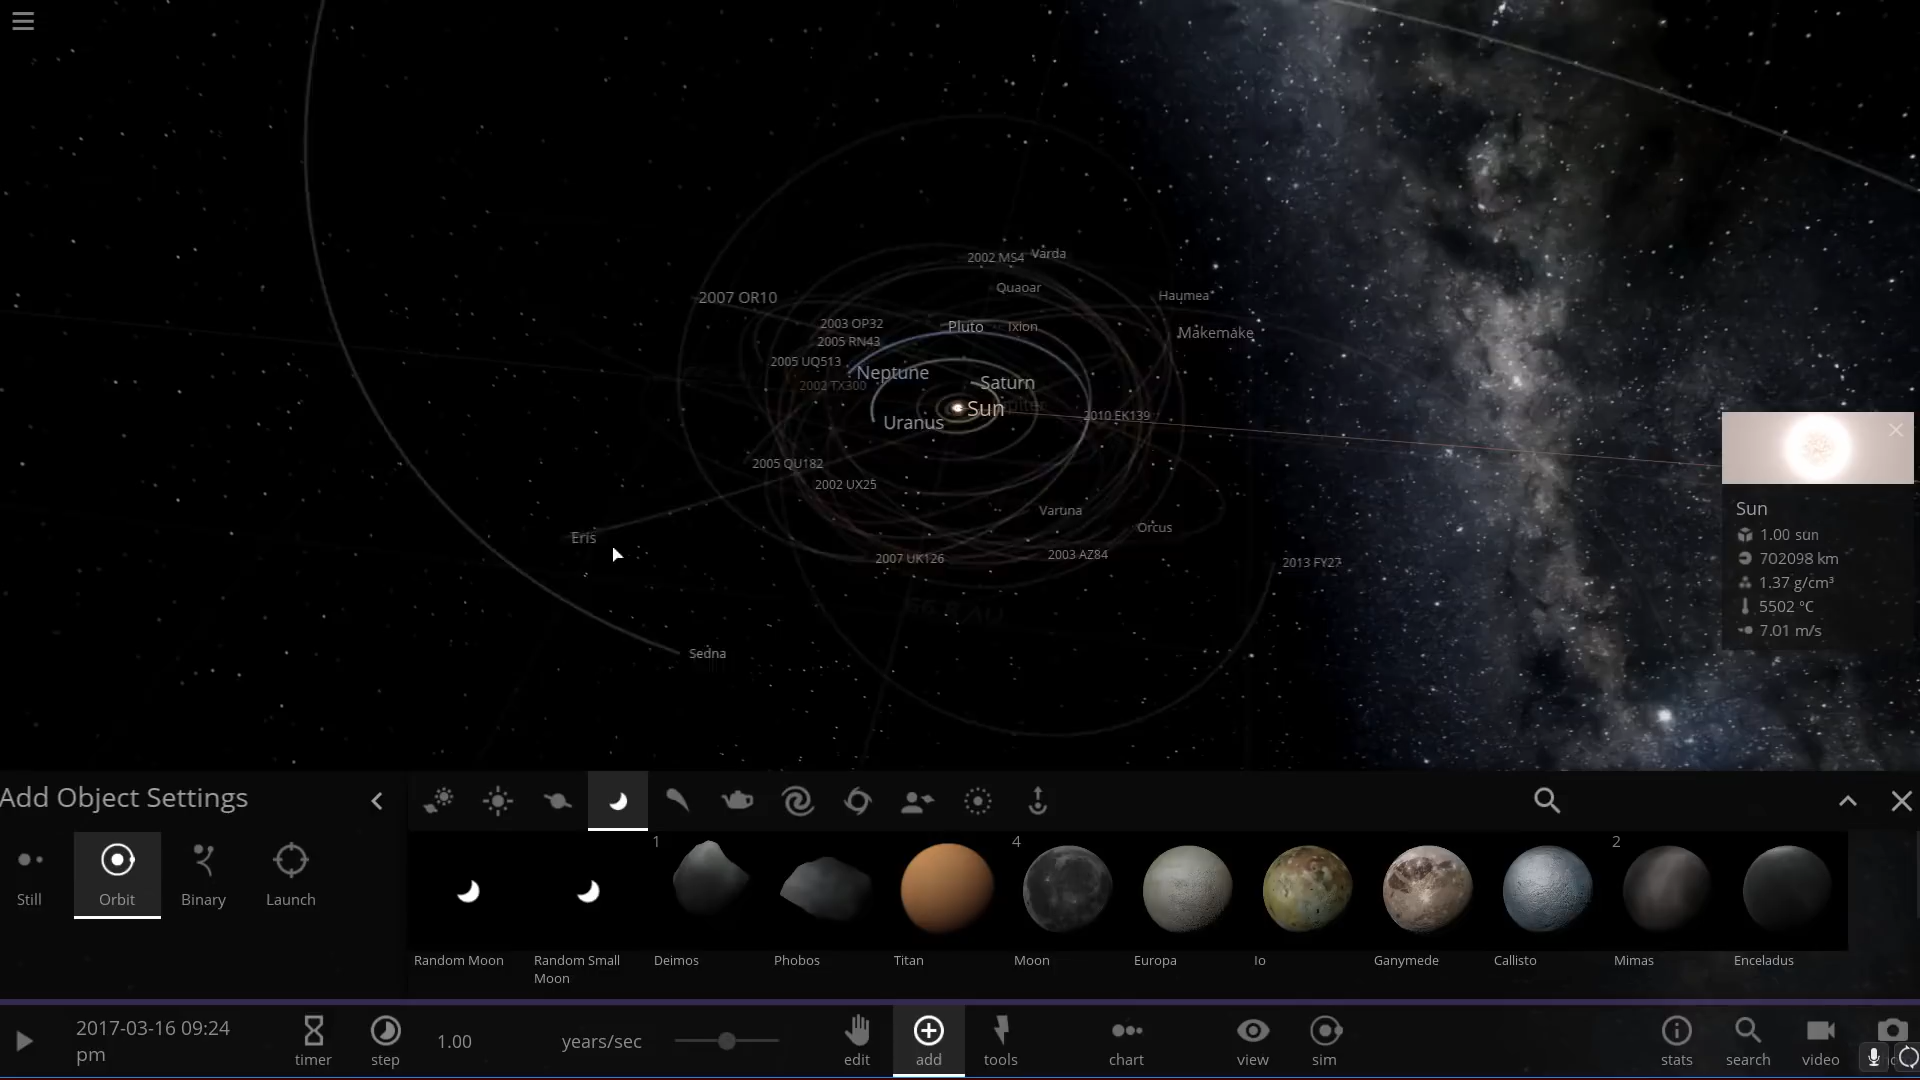 2002 MS4 Varda
Quaoar
2007 OR10
Haumea
2003 OP32
Pluto
Ixion
Makemake
2005 RN43
2005 UQ513
Neptune
Saturn
2002 TX300
Sun
Uranus
2010 EK139
2005 QU182
2002 UX25
Varuna
Orcus
Eris
2007 UK126
2003 AZ84
2013 FY27
Sedna
Sun
1.00 sun
702098 km
1.37 g/cm³
5502 °C
7.01 m/s
Add Object Settings
Still
Orbit
Binary
Launch
1
4
2
Random Moon
Random Small
Moon
Deimos
Phobos
Titan
Moon
Europa
Io
Ganymede
Callisto
Mimas
Enceladus
2017-03-16 09:24
pm
timer
step
1.00
years/sec
edit
add
tools
chart
view
sim
stats
search
video